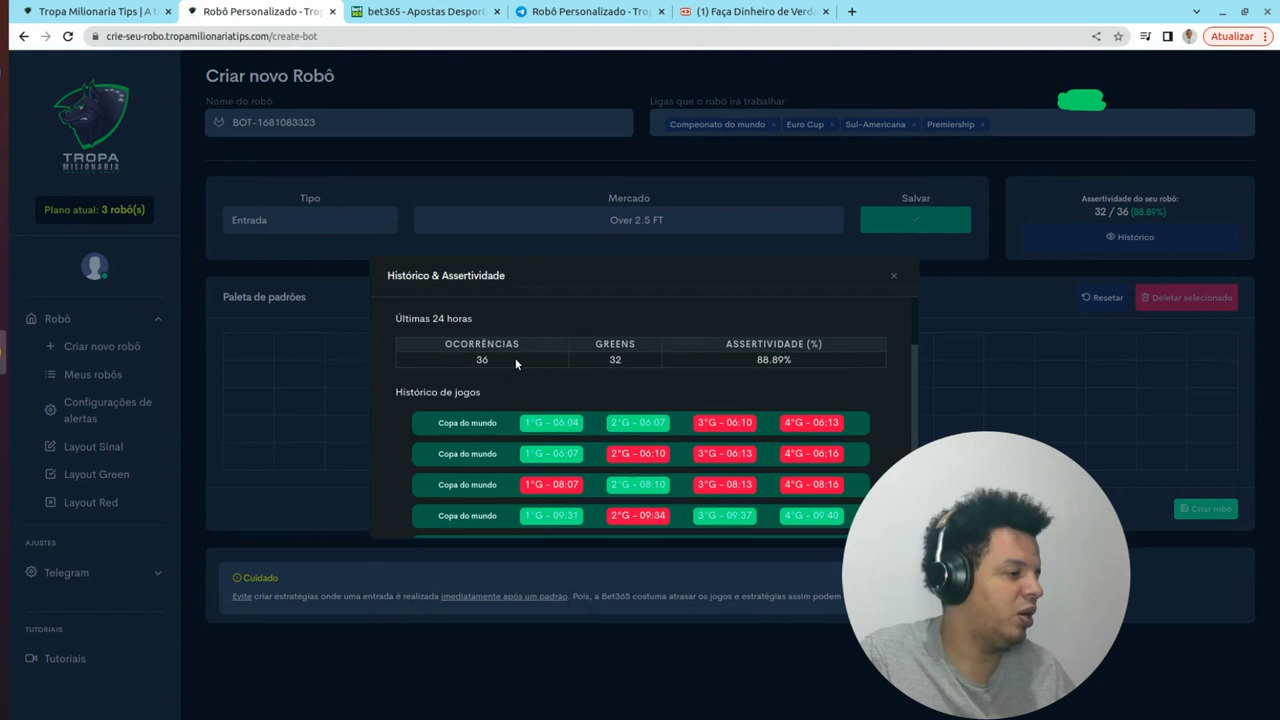 Tropa Milionaria Tips | A t
Robô Personalizado - Trop
bet365 - Apostas Desport
Robô Personalizado - Tro
(1) Faça Dinheiro de Verda
crie-seu-robo.tropamilionariatips.com/create-bot
Atualizar
TROPA
MILIONARIA
Plano atual: 3 robô(s)
Robô
Criar novo robô
Meus robôs
Configurações de
alertas
Layout Sinal
Layout Green
Layout Red
AJUSTES
Telegram
TUTORIAIS
Tutoriais
Criar novo Robô
Nome do robô
BOT-1681083323
Ligas que o robô irá trabalhar
Compeonato do mundo × Euro Cup × Sul-Americana × Premiership ×
Tipo
Entrada
Mercado
Over 2.5 FT
Salvar
Assertividade do seu robô:
32 / 36 (88.89%)
Histórico
Paleta de padrões
Resetar
Deletar selecionado
Histórico & Assertividade
×
Últimas 24 horas
OCORRÊNCIAS GREENS ASSERTIVIDADE (%)
36 32 88.89%
Histórico de jogos
Copa do mundo 1°G - 06:04 2°G - 06:07 3°G - 06:10 4°G - 06:13
Copa do mundo 1°G - 06:07 2°G - 06:10 3°G - 06:13 4°G - 06:16
Copa do mundo 1°G - 08:07 2°G - 08:10 3°G - 08:13 4°G - 08:16
Copa do mundo 1°G - 09:31 2°G - 09:34 3°G - 09:37 4°G - 09:40
Criar robô
Cuidado
Evite criar estratégias onde uma entrada é realizada imediatamente após um padrão. Pois, a Bet365 costuma atrasar os jogos e estratégias assim podem